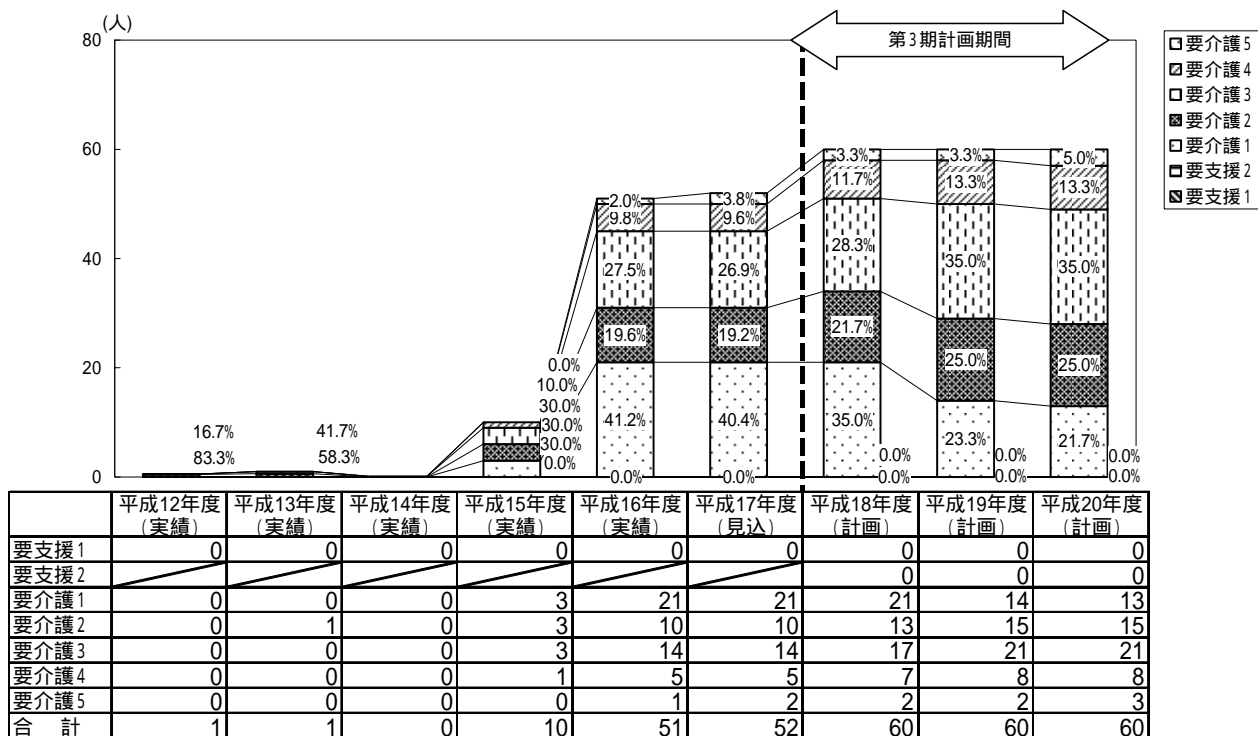 (人)
第3期計画期間
80
60
40
20
0
要介護5
要介護4
要介護3
要介護2
要介護1
要支援2
要支援1
16.7%
83.3%
41.7%
58.3%
0.0%
10.0%
30.0%
30.0%
30.0%
0.0%
2.0%
9.8%
27.5%
19.6%
41.2%
0.0%
3.8%
9.6%
26.9%
19.2%
40.4%
0.0%
3.3%
11.7%
28.3%
21.7%
35.0%
0.0%
0.0%
3.3%
13.3%
35.0%
25.0%
23.3%
0.0%
0.0%
5.0%
13.3%
35.0%
25.0%
21.7%
0.0%
0.0%
平成12年度 平成13年度 平成14年度 平成15年度 平成16年度 平成17年度 平成18年度 平成19年度 平成20年度
(実績) (実績) (実績) (実績) (実績) (見込) (計画) (計画) (計画)
要支援1 0 0 0 0 0 0 0 0 0
要支援2 0 0 0
要介護1 0 0 0 3 21 21 21 14 13
要介護2 0 1 0 3 10 10 13 15 15
要介護3 0 0 0 3 14 14 17 21 21
要介護4 0 0 0 1 5 5 7 8 8
要介護5 0 0 0 0 1 2 2 2 3
合 計 1 1 0 10 51 52 60 60 60